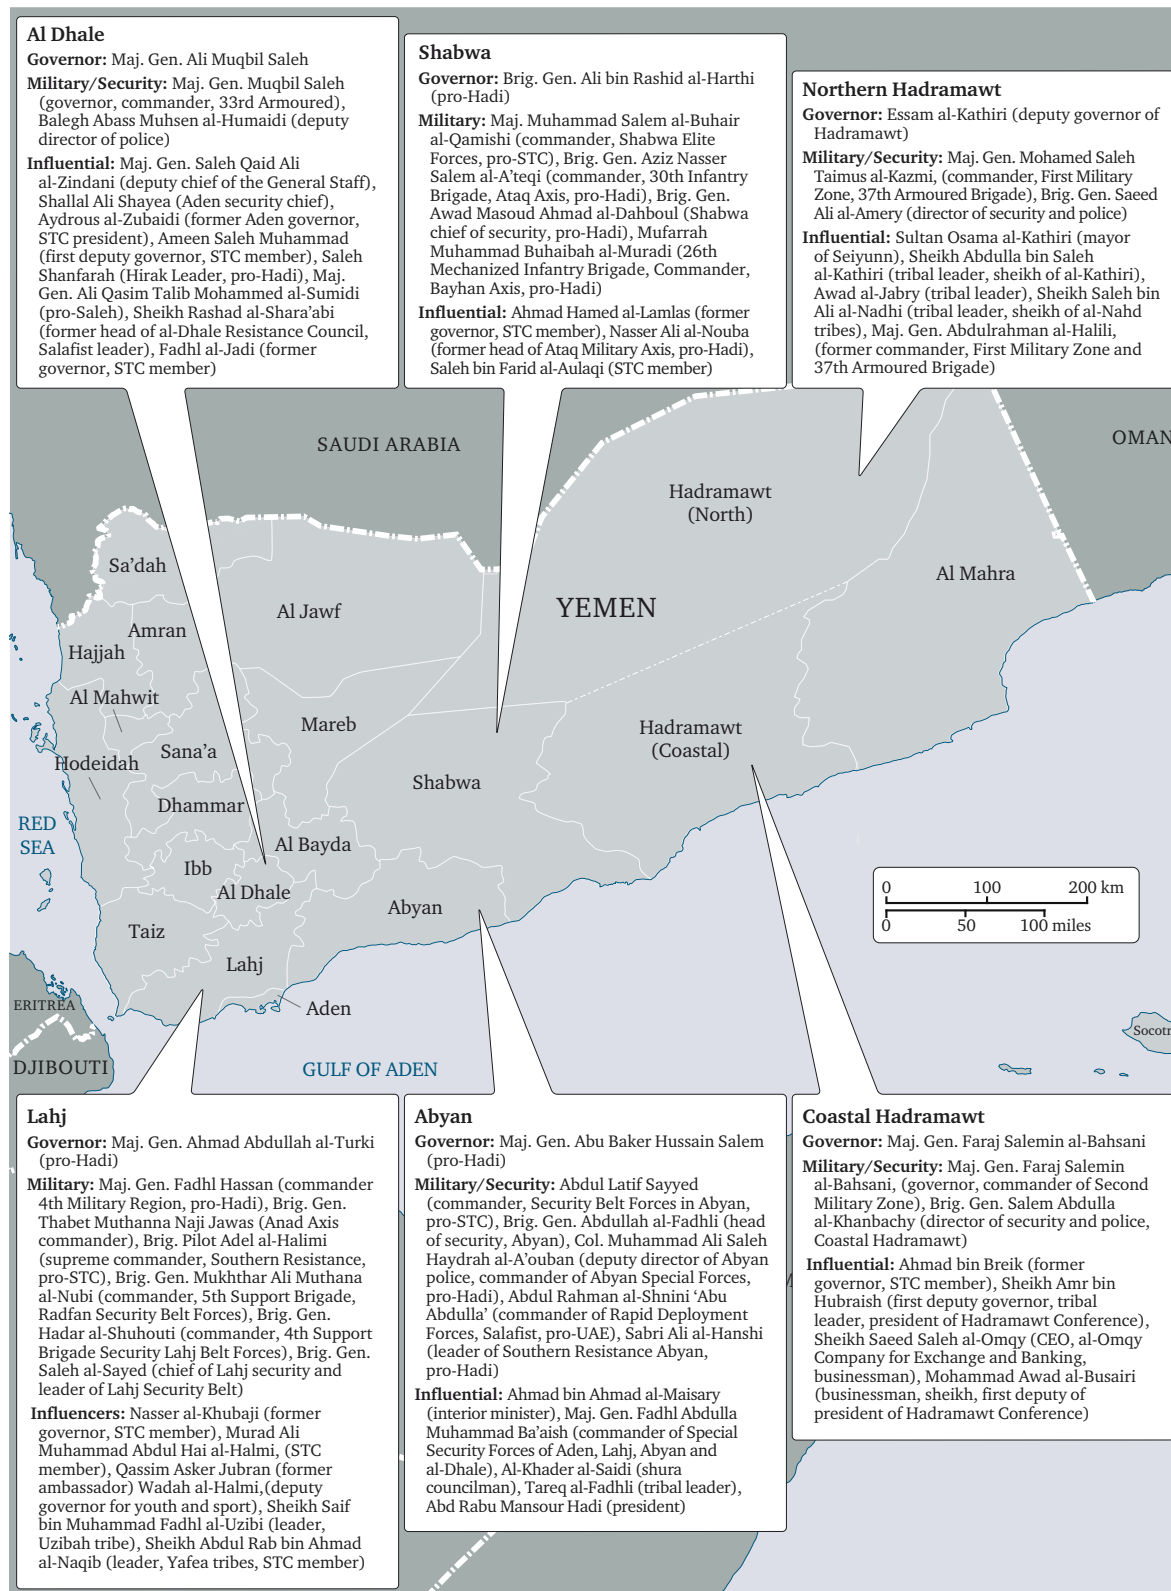 Al Dhale
Governor: Maj. Gen. Ali Muqbil Saleh
Military/Security: Maj. Gen. Muqbil Saleh
(governor, commander, 33rd Armoured),
Balegh Abass Muhsen al-Humaidi (deputy
director of police)
Influential: Maj. Gen. Saleh Qaid Ali
al-Zindani (deputy chief of the General Staff),
Shallal Ali Shayea (Aden security chief),
Aydrous al-Zubaidi (former Aden governor,
STC president), Ameen Saleh Muhammad
(first deputy governor, STC member), Saleh
Shanfarah (Hirak Leader, pro-Hadi), Maj.
Gen. Ali Qasim Talib Mohammed al-Sumidi
(pro-Saleh), Sheikh Rashad al-Shara'abi
(former head of al-Dhale Resistance Council,
Salafist leader), Fadhl al-Jadi (former
governor, STC member)
Shabwa
Governor: Brig. Gen. Ali bin Rashid al-Harthi
(pro-Hadi)
Military: Maj. Muhammad Salem al-Buhair
al-Qamishi (commander, Shabwa Elite
Forces, pro-STC), Brig. Gen. Aziz Nasser
Salem al-A'teqi (commander, 30th Infantry
Brigade, Ataq Axis, pro-Hadi), Brig. Gen.
Awad Masoud Ahmad al-Dahboul (Shabwa
chief of security, pro-Hadi), Mufarrah
Muhammad Buhaibah al-Muradi (26th
Mechanized Infantry Brigade, Commander,
Bayhan Axis, pro-Hadi)
Influential: Ahmad Hamed al-Lamlas (former
governor, STC member), Nasser Ali al-Nouba
(former head of Ataq Military Axis, pro-Hadi),
Saleh bin Farid al-Aulaqi (STC member)
Northern Hadramawt
Governor: Essam al-Kathiri (deputy governor of
Hadramawt)
Military/Security: Maj. Gen. Mohamed Saleh
Taimus al-Kazmi, (commander, First Military
Zone, 37th Armoured Brigade), Brig. Gen. Saeed
Ali al-Amery (director of security and police)
Influential: Sultan Osama al-Kathiri (mayor
of Seiyunn), Sheikh Abdulla bin Saleh
al-Kathiri (tribal leader, sheikh of al-Kathiri),
Awad al-Jabry (tribal leader), Sheikh Saleh bin
Ali al-Nadhi (tribal leader, sheikh of al-Nahd
tribes), Maj. Gen. Abdulrahman al-Halili,
(former commander, First Military Zone and
37th Armoured Brigade)
SAUDI ARABIA
OMAN
Hadramawt
(North)
Sa'dah
Al Mahra
Al Jawf
YEMEN
Amran
Hajjah
Al Mahwit
Mareb
Hadramawt
(Coastal)
Sana'a
Hodeidah
Shabwa
Dhammar
RED
SEA
Al Bayda
Ibb
Al Dhale
Abyan
Taiz
Lahj
Aden
0 100 200 km
0 50 100 miles
ERITREA
DJIBOUTI
GULF OF ADEN
Socotr
Lahj
Governor: Maj. Gen. Ahmad Abdullah al-Turki
(pro-Hadi)
Military: Maj. Gen. Fadhl Hassan (commander
4th Military Region, pro-Hadi), Brig. Gen.
Thabet Muthanna Naji Jawas (Anad Axis
commander), Brig. Pilot Adel al-Halimi
(supreme commander, Southern Resistance,
pro-STC), Brig. Gen. Mukhthar Ali Muthana
al-Nubi (commander, 5th Support Brigade,
Radfan Security Belt Forces), Brig. Gen.
Hadar al-Shuhouti (commander, 4th Support
Brigade Security Lahj Belt Forces), Brig. Gen.
Saleh al-Sayed (chief of Lahj security and
leader of Lahj Security Belt)
Influencers: Nasser al-Khubaji (former
governor, STC member), Murad Ali
Muhammad Abdul Hai al-Halmi, (STC
member), Qassim Asker Jubran (former
ambassador) Wadah al-Halmi,(deputy
governor for youth and sport), Sheikh Saif
bin Muhammad Fadhl al-Uzibi (leader,
Uzibah tribe), Sheikh Abdul Rab bin Ahmad
al-Naqib (leader, Yafea tribes, STC member)
Abyan
Governor: Maj. Gen. Abu Baker Hussain Salem
(pro-Hadi)
Military/Security: Abdul Latif Sayyed
(commander, Security Belt Forces in Abyan,
pro-STC), Brig. Gen. Abdullah al-Fadhli (head
of security, Abyan), Col. Muhammad Ali Saleh
Haydrah al-A'ouban (deputy director of Abyan
police, commander of Abyan Special Forces,
pro-Hadi), Abdul Rahman al-Shnini 'Abu
Abdulla' (commander of Rapid Deployment
Forces, Salafist, pro-UAE), Sabri Ali al-Hanshi
(leader of Southern Resistance Abyan,
pro-Hadi)
Influential: Ahmad bin Ahmad al-Maisary
(interior minister), Maj. Gen. Fadhl Abdulla
Muhammad Ba'aish (commander of Special
Security Forces of Aden, Lahj, Abyan and
al-Dhale), Al-Khader al-Saidi (shura
councilman), Tareq al-Fadhli (tribal leader),
Abd Rabu Mansour Hadi (president)
Coastal Hadramawt
Governor: Maj. Gen. Faraj Salemin al-Bahsani
Military/Security: Maj. Gen. Faraj Salemin
al-Bahsani, (governor, commander of Second
Military Zone), Brig. Gen. Salem Abdulla
al-Khanbachy (director of security and police,
Coastal Hadramawt)
Influential: Ahmad bin Breik (former
governor, STC member), Sheikh Amr bin
Hubraish (first deputy governor, tribal
leader, president of Hadramawt Conference),
Sheikh Saeed Saleh al-Omqy (CEO, al-Omqy
Company for Exchange and Banking,
businessman), Mohammad Awad al-Busairi
(businessman, sheikh, first deputy of
president of Hadramawt Conference)